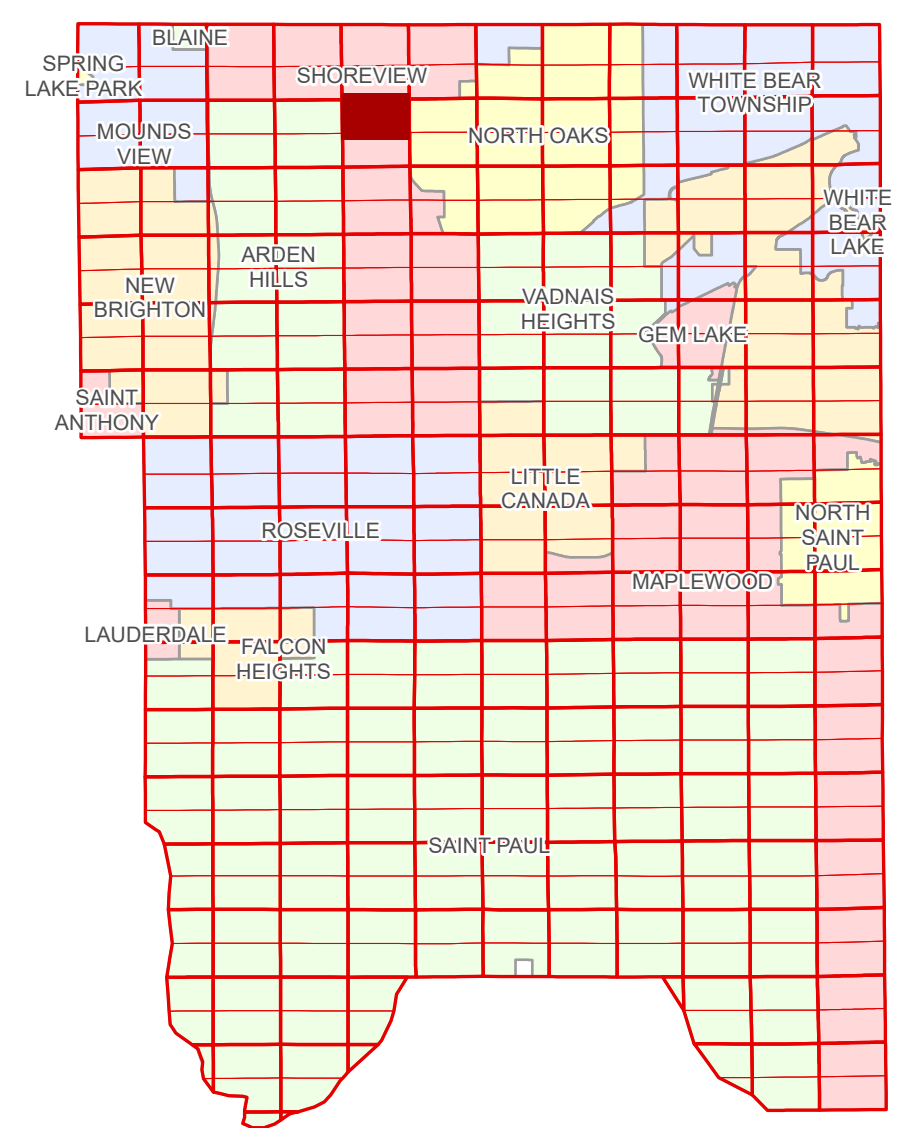 BLAINE
SPRING
LAKE PARK
SHOREVIEW
WHITE BEAR
TOWNSHIP
MOUNDS
VIEW
NORTH OAKS
WHITE
BEAR
LAKE
ARDEN
HILLS
NEW
BRIGHTON
VADNAIS
HEIGHTS
GEM LAKE
SAINT
ANTHONY
LITTLE
CANADA
ROSEVILLE
NORTH
SAINT
PAUL
MAPLEWOOD
LAUDERDALE
FALCON
HEIGHTS
SAINT PAUL